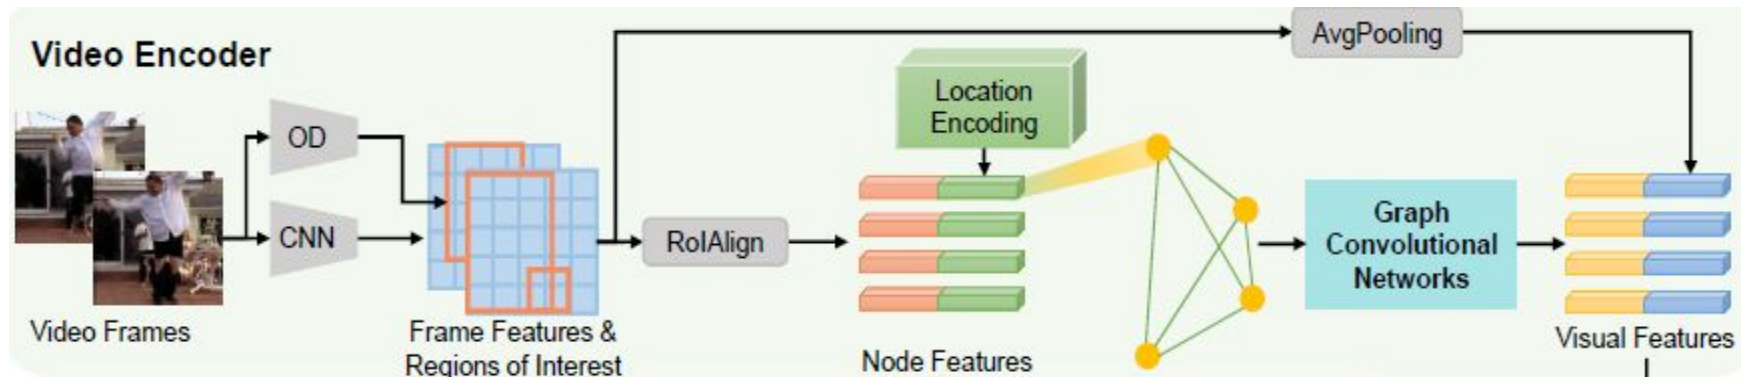 Video Encoder
AvgPooling
Location
Encoding
OD
CNN
RoIAlign
Graph
Convolutional
Networks
Video Frames
Frame Features &
Regions of Interest
Node Features
Visual Features